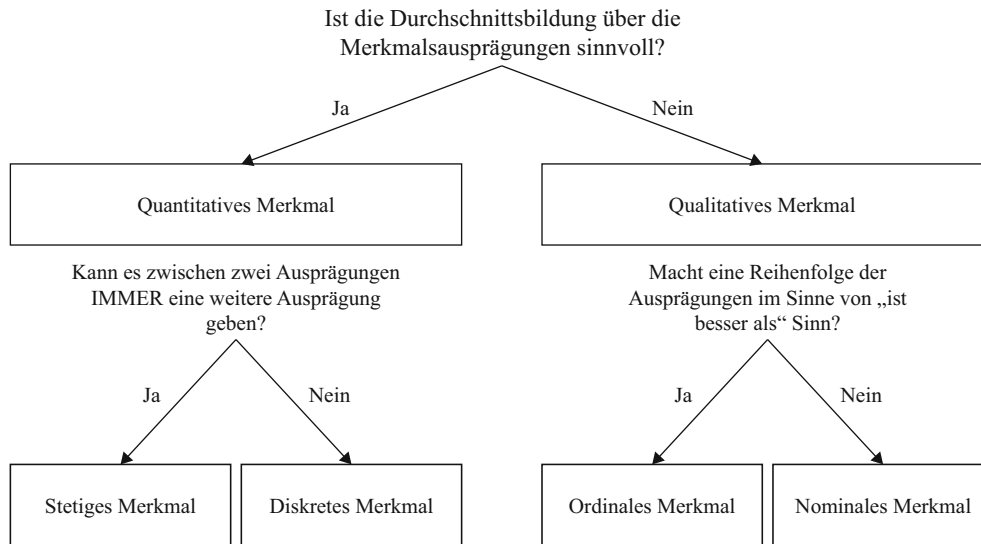 Ist die Durchschnittsbildung über die
Merkmalsausprägungen sinnvoll?
Ja
Nein
Quantitatives Merkmal
Qualitatives Merkmal
Kann es zwischen zwei Ausprägungen
IMMER eine weitere Ausprägung
geben?
Macht eine Reihenfolge der
Ausprägungen im Sinne von „ist
besser als“ Sinn?
Ja
Nein
Ja
Nein
Stetiges Merkmal
Diskretes Merkmal
Ordinales Merkmal
Nominales Merkmal